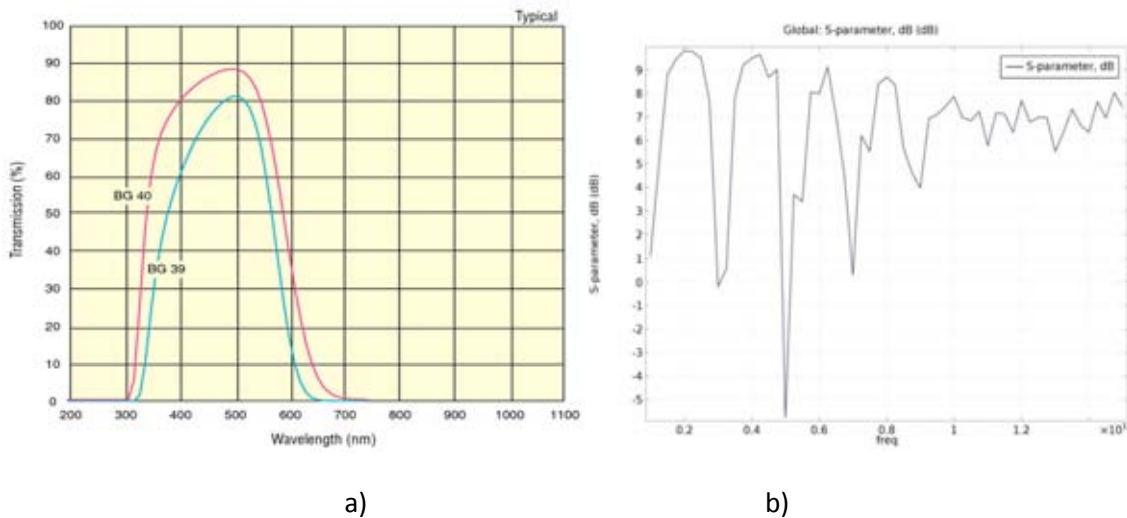 Typical
100
90
80
70
60
50
40
30
20
10
0
Transmission (%)
BG 40
BG 39
200 300 400 500 600 700 800 900 1000 1100
Wavelength (nm)
a)
Global: S-parameter, dB (dB)
S-parameter, dB
9
8
7
6
5
4
3
2
1
0
-1
-2
-3
-4
-5
S-parameter, dB (dB)
0.2 0.4 0.6 0.8 1 1.2
freq
b)